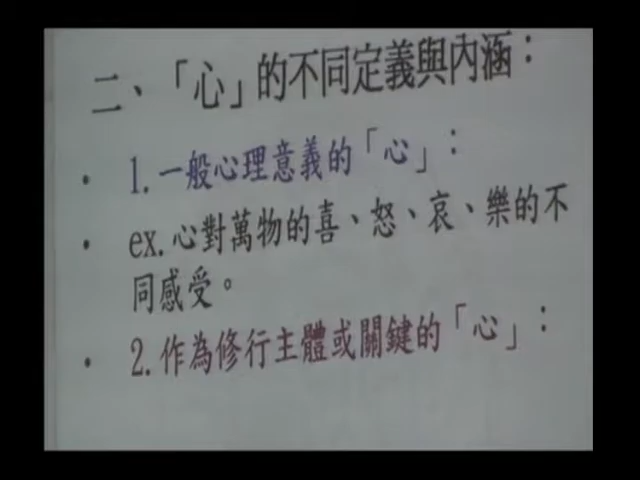 二、「心」的不同定義與內涵：
• 1.一般心理意義的「心」：
• ex.心對萬物的喜、怒、哀、樂的不
同感受。
• 2.作為修行主體或關鍵的「心」：